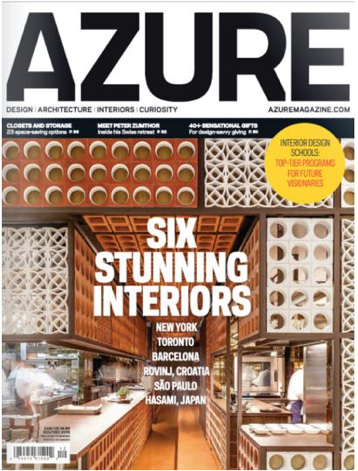 AZURE
DESIGN | ARCHITECTURE | INTERIORS | CURIOSITY
AZUREMAGAZINE.COM
CLOSETS AND STORAGE
23 space-saving options
MEET PETER ZUMTHOR
Inside his Swiss retreat
40+ SENSATIONAL GIFTS
For design-savvy giving
INTERIOR DESIGN
SCHOOLS:
TOP-TIER PROGRAMS
FOR FUTURE
VISIONARIES
SIX
STUNNING
INTERIORS
NEW YORK
TORONTO
BARCELONA
ROVINJ, CROATIA
SÃO PAULO
HASAMI, JAPAN